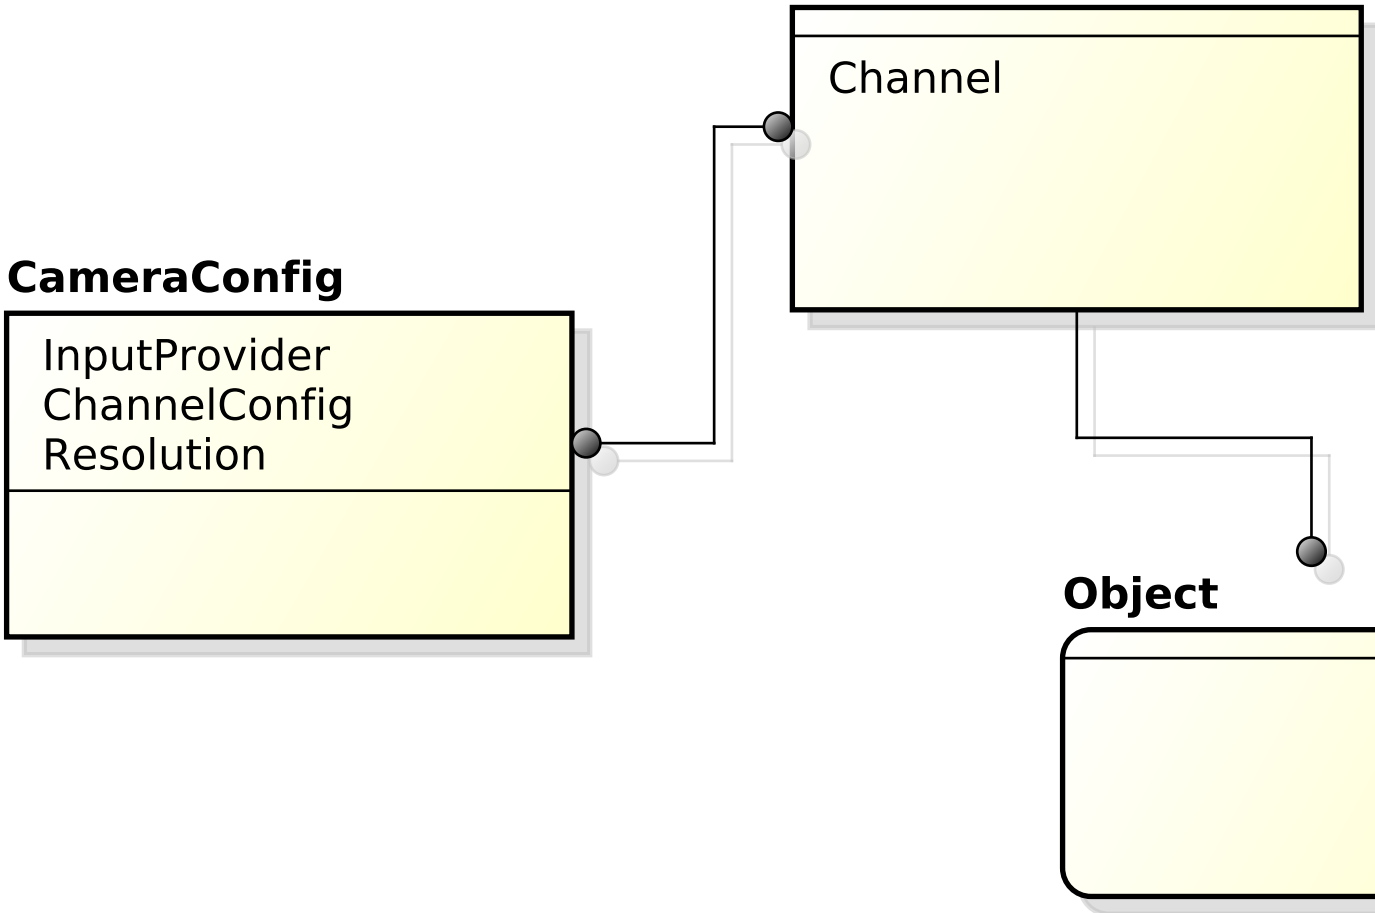 Channel
CameraConfig
InputProvider
ChannelConfig
Resolution
Object